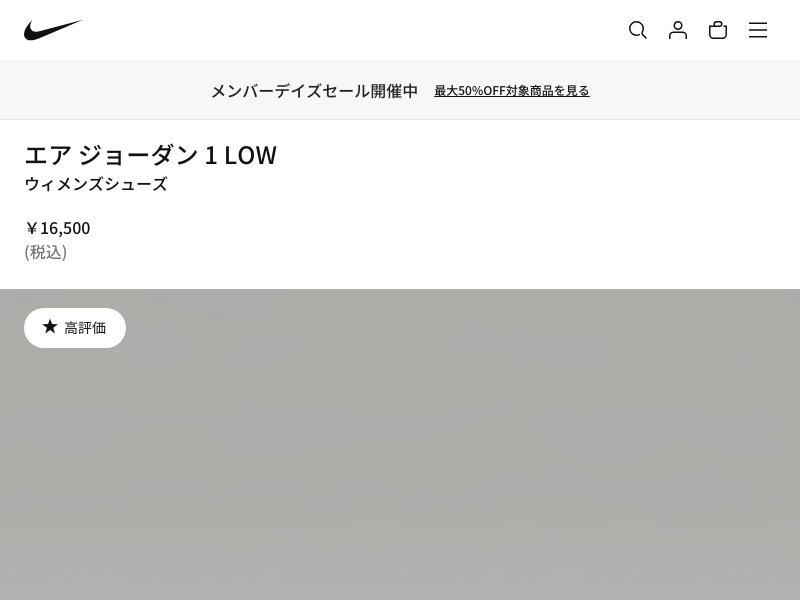 メンバーデイズセール開催中 最大50%OFF対象商品を見る
エア ジョーダン 1 LOW
ウィメンズシューズ
￥16,500
(税込)
★ 高評価